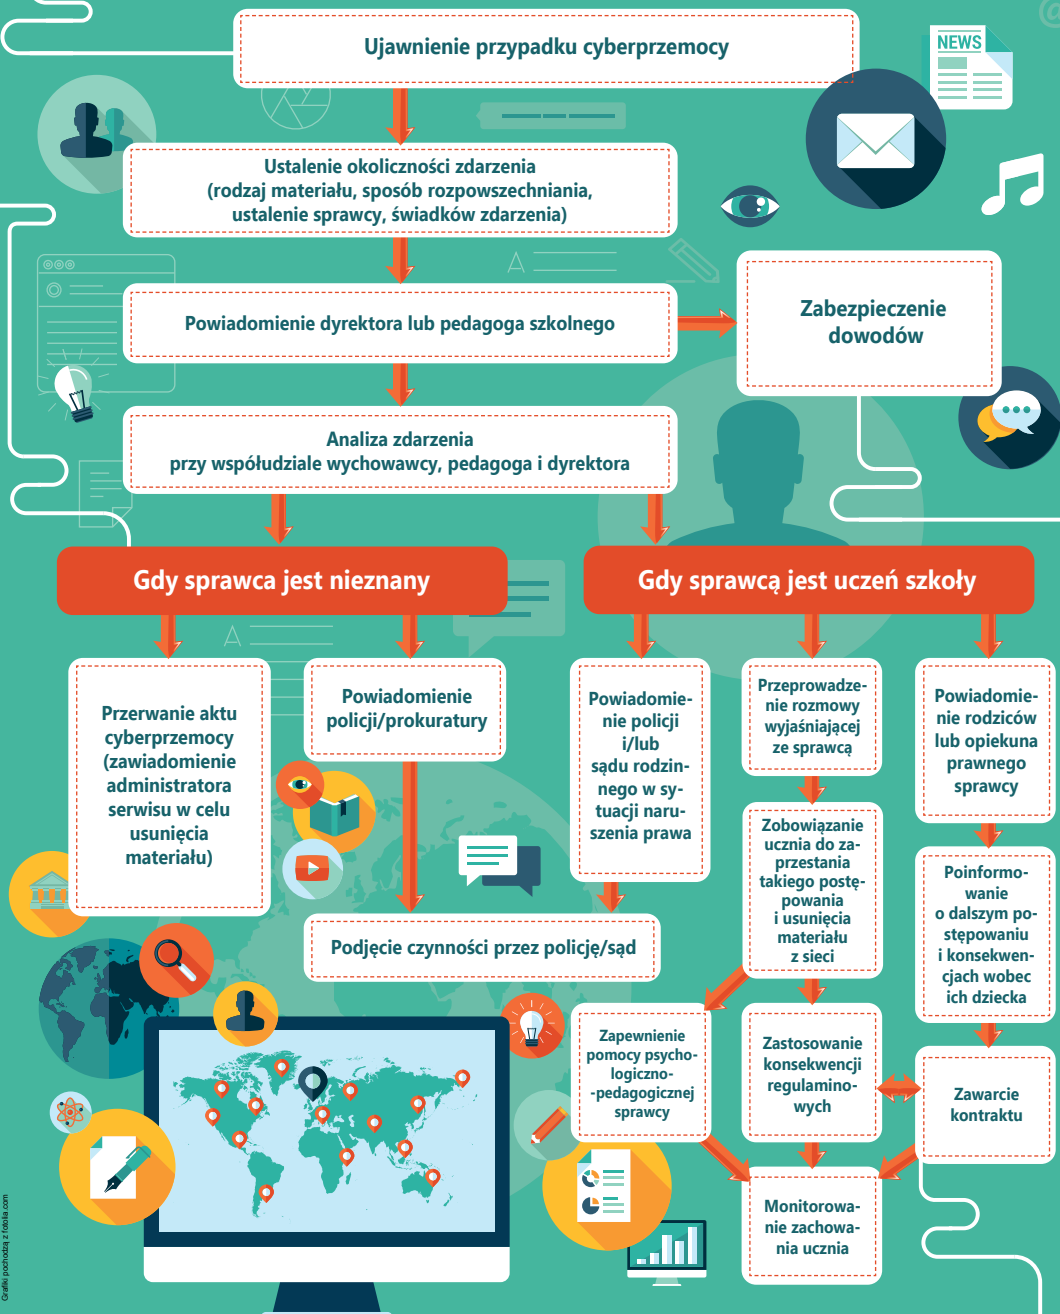 Ujawnienie przypadku cyberprzemocy
NEWS
Ustalenie okoliczności zdarzenia
(rodzaj materiału, sposób rozpowszechniania,
ustalenie sprawcy, świadków zdarzenia)
A
Powiadomienie dyrektora lub pedagoga szkolnego
Zabezpieczenie
dowodów
Analiza zdarzenia
przy współudziale wychowawcy, pedagoga i dyrektora
Gdy sprawca jest nieznany
Gdy sprawcą jest uczeń szkoły
A
Przerwanie aktu
cyberprzemocy
(zawiadomienie
administratora
serwisu w celu
usunięcia
materiału)
Powiadomienie
policji/prokuratury
Powiadomie-
nie policji
i/lub
sądu rodzin-
nego w sy-
tuacji naru-
szenia prawa
Przeprowadze-
nie rozmowy
wyjaśniającej
ze sprawcą
Powiadomie-
nie rodziców
lub opiekuna
prawnego
sprawcy
Zobowiązanie
ucznia do za-
przestania
takiego postę-
powania
i usunięcia
materiału
z sieci
Poinformo-
wanie
o dalszym po-
stępowaniu
i konsekwen-
cjach wobec
ich dziecka
Podjęcie czynności przez policję/sąd
Zapewnienie
pomocy psycho-
logiczno-
-pedagogicznej
sprawcy
Zastosowanie
konsekwencji
regulamino-
wych
Zawarcie
kontraktu
Monitorowa-
nie zachowa-
nia ucznia
Grafiki pochodzą z fotolia.com